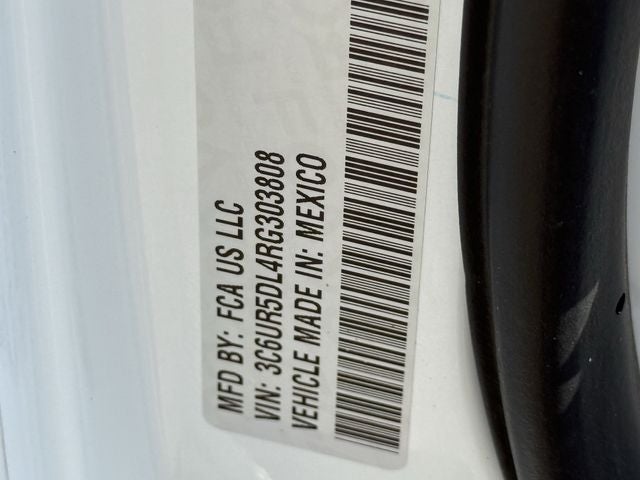 MFD BY: FCA US LLC
VIN: 3C6UR5DL4RG303808
VEHICLE MADE IN: MEXICO